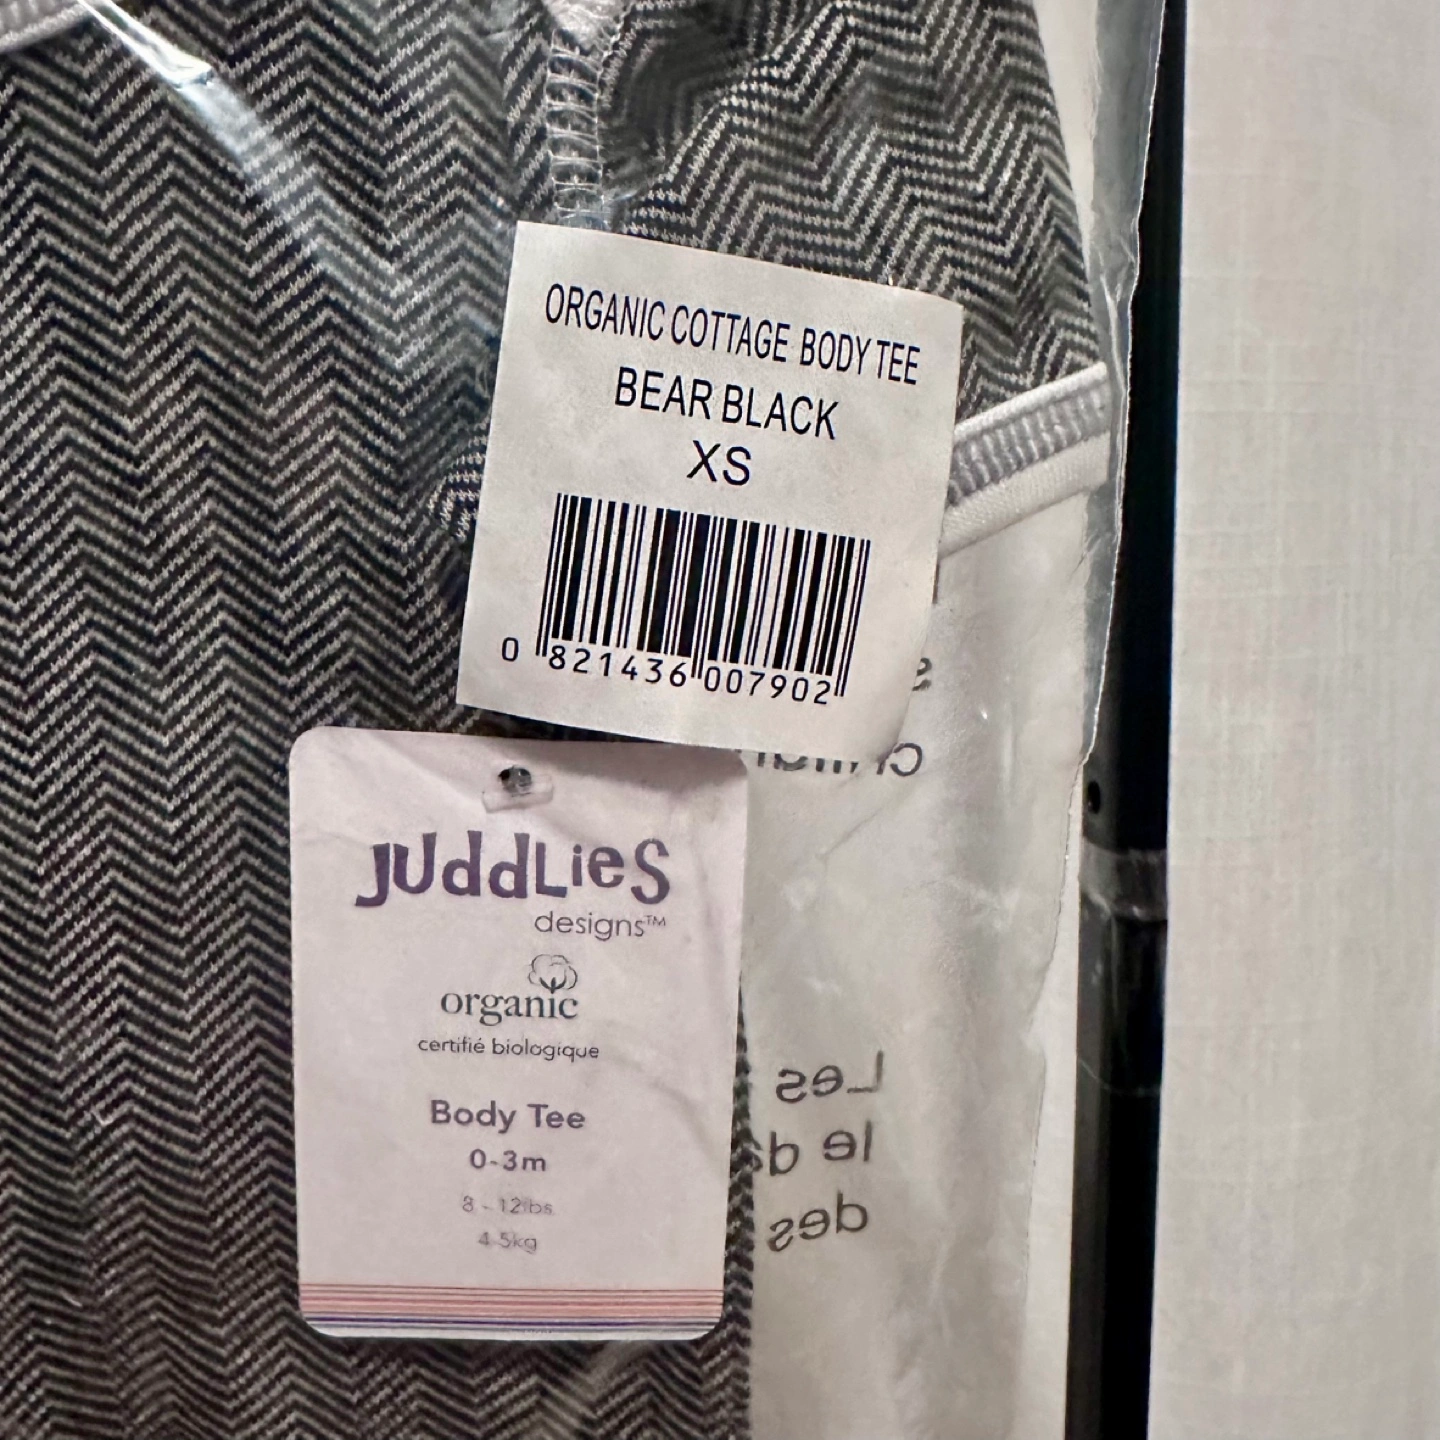 ORGANIC COTTAGE BODY TEE
BEAR BLACK
XS
0 821436 007902
JUddLieS
designs™
organic
certifié biologique
Body Tee
0-3m
8 - 12lbs
4-5kg
Les
le
des